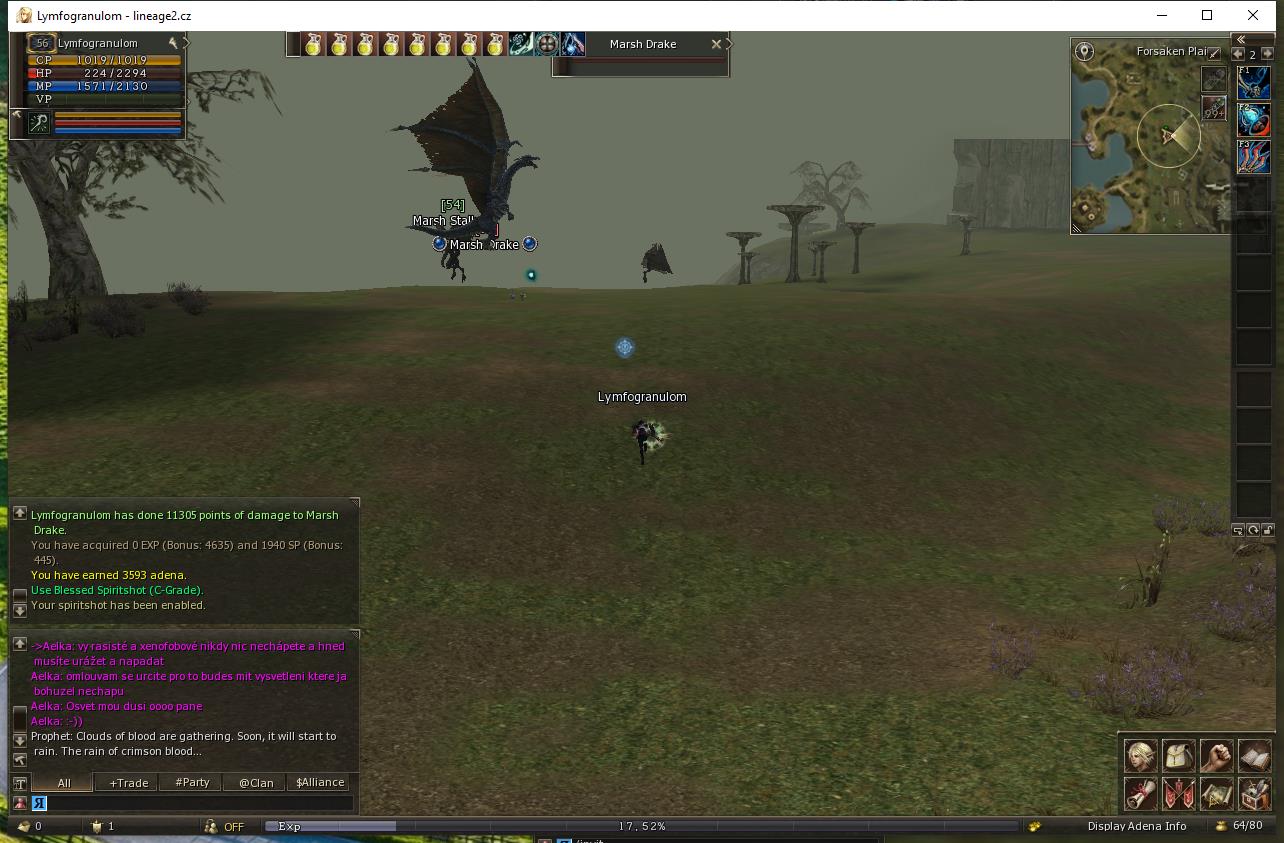 Lymfogranulom - lineage2.cz
56 Lymfogranulom
CP 1019/1019
HP 224/2294
MP 1571/2130
VP
Marsh Drake
Forsaken Plai
2
99+
F1
F2
F3
[54]
Marsh Stal
Marsh Drake
Lymfogranulom
Lymfogranulom has done 11305 points of damage to Marsh
Drake.
You have acquired 0 EXP (Bonus: 4635) and 1940 SP (Bonus:
445).
You have earned 3593 adena.
Use Blessed Spiritshot (C-Grade).
Your spiritshot has been enabled.
->Aelka: vy rasisté a xenofobové nikdy nic nechápete a hned
musíte urážet a napadat
Aelka: omlouvam se urcite pro to budes mit vysvetleni ktere ja
bohuzel nechapu
Aelka: Osvet mou dusi oooo pane
Aelka: :-))
Prophet: Clouds of blood are gathering. Soon, it will start to
rain. The rain of crimson blood...
All +Trade #Party @Clan $Alliance
Я
0 1 OFF Exp 17,52% Display Adena Info 64/80